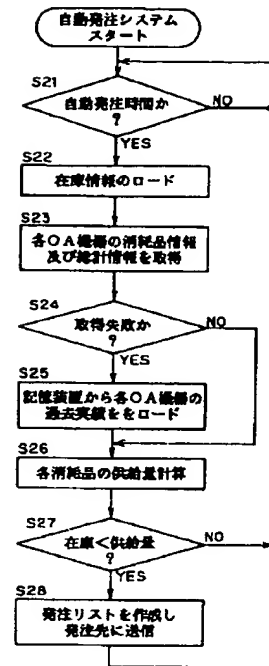 自動発注システム
スタート
S21
自動発注時間か
?
NO
YES
S22
在庫情報のロード
S23
各OA機器の消耗品情報
及び総計情報を取得
S24
取得失敗か
?
NO
YES
S25
記憶装置から各OA機器の
過去実績ををロード
S26
各消耗品の供給量計算
S27
在庫<供給量
?
NO
YES
S28
発注リストを作成し
発注先に送信